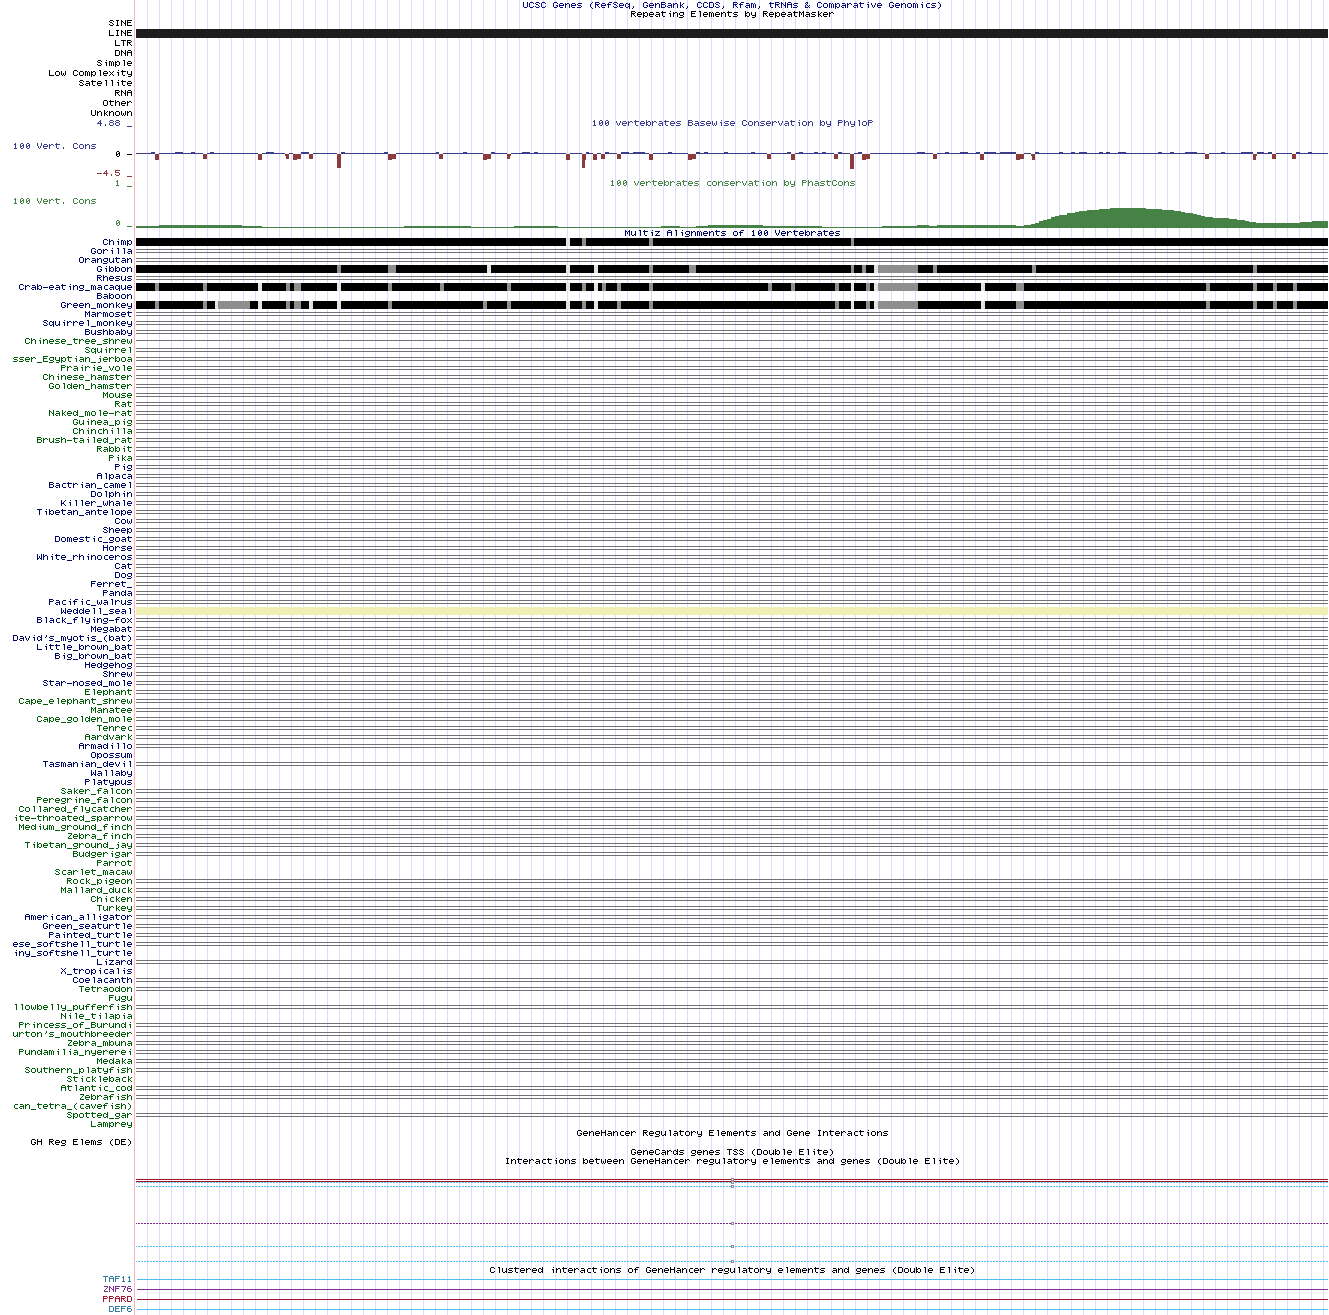 UCSC Genes (RefSeq, GenBank, CCDS, Rfam, tRNAs & Comparative Genomics)
Repeating Elements by RepeatMasker
SINE
LINE
LTR
DNA
Simple
Low Complexity
Satellite
RNA
Other
Unknown
4.88 _
100 vertebrates Basewise Conservation by PhyloP
100 Vert. Cons
0 -
-4.5 _
1 _
100 vertebrates conservation by PhastCons
100 Vert. Cons
0 _
Multiz Alignments of 100 Vertebrates
Chimp
Gorilla
Orangutan
Gibbon
Rhesus
Crab-eating_macaque
Baboon
Green_monkey
Marmoset
Squirrel_monkey
Bushbaby
Chinese_tree_shrew
Squirrel
sser_Egyptian_jerboa
Prairie_vole
Chinese_hamster
Golden_hamster
Mouse
Rat
Naked_mole-rat
Guinea_pig
Chinchilla
Brush-tailed_rat
Rabbit
Pika
Pig
Alpaca
Bactrian_camel
Dolphin
Killer_whale
Tibetan_antelope
Cow
Sheep
Domestic_goat
Horse
White_rhinoceros
Cat
Dog
Ferret_
Panda
Pacific_walrus
Weddell_seal
Black_flying-fox
Megabat
David's_myotis_(bat)
Little_brown_bat
Big_brown_bat
Hedgehog
Shrew
Star-nosed_mole
Elephant
Cape_elephant_shrew
Manatee
Cape_golden_mole
Tenrec
Aardvark
Armadillo
Opossum
Tasmanian_devil
Wallaby
Platypus
Saker_falcon
Peregrine_falcon
Collared_flycatcher
ite-throated_sparrow
Medium_ground_finch
Zebra_finch
Tibetan_ground_jay
Budgerigar
Parrot
Scarlet_macaw
Rock_pigeon
Mallard_duck
Chicken
Turkey
American_alligator
Green_seaturtle
Painted_turtle
ese_softshell_turtle
iny_softshell_turtle
Lizard
X_tropicalis
Coelacanth
Tetraodon
Fugu
llowbelly_pufferfish
Nile_tilapia
Princess_of_Burundi
urton's_mouthbreeder
Zebra_mbuna
Pundamilia_nyererei
Medaka
Southern_platyfish
Stickleback
Atlantic_cod
Zebrafish
can_tetra_(cavefish)
Spotted_gar
Lamprey
GeneHancer Regulatory Elements and Gene Interactions
GH Reg Elems (DE)
GeneCards genes TSS (Double Elite)
Interactions between GeneHancer regulatory elements and genes (Double Elite)
Clustered interactions of GeneHancer regulatory elements and genes (Double Elite)
TAF11
ZNF76
PPARD
DEF6